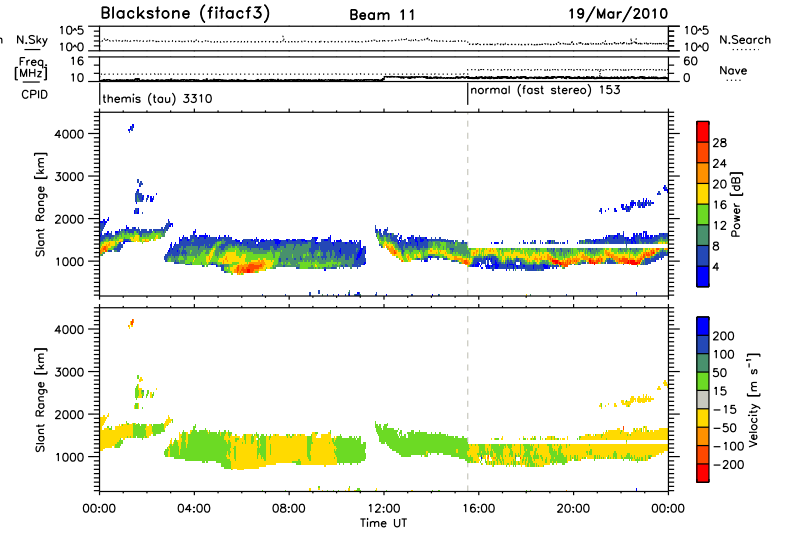 Blackstone (fitacf3) Beam 11 19/Mar/2010
N.Sky 10^5 10^0 10^5 10^0 N.Search
Freq. [MHz] 16 10 60 0 Nave
CPID themis (tau) 3310 normal (fast stereo) 153
Slant Range [km] 4000 3000 2000 1000
28 24 20 16 12 8 4 Power [dB]
Slant Range [km] 4000 3000 2000 1000
200 100 50 15 -15 -50 -100 -200 Velocity [m s⁻¹]
00:00 04:00 08:00 12:00 16:00 20:00 00:00
Time UT